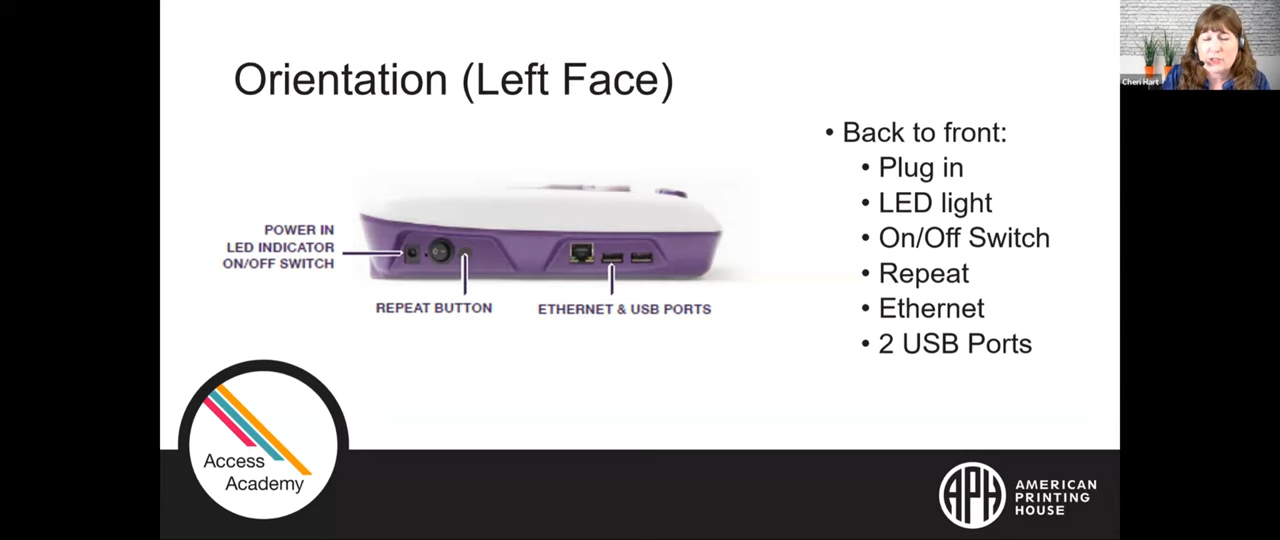 Orientation (Left Face)
Cheri Hart
POWER IN
LED INDICATOR
ON/OFF SWITCH
REPEAT BUTTON
ETHERNET & USB PORTS
• Back to front:
• Plug in
• LED light
• On/Off Switch
• Repeat
• Ethernet
• 2 USB Ports
Access
Academy
APH
AMERICAN
PRINTING
HOUSE